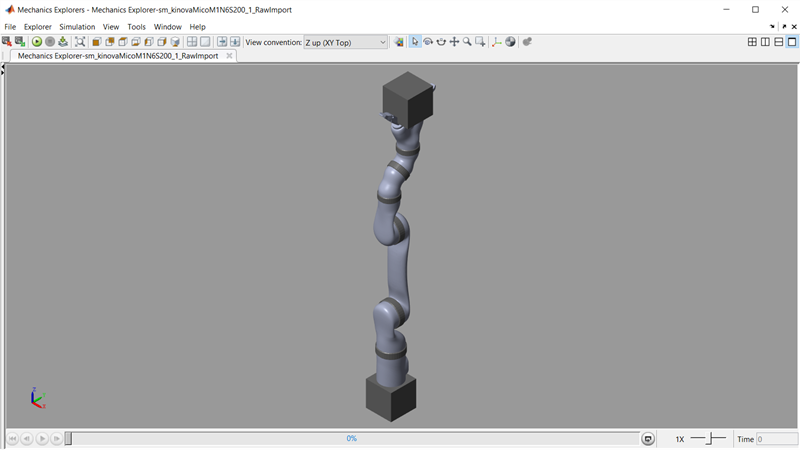 Mechanics Explorers - Mechanics Explorer-sm_kinovaMicoM1N6S200_1_RawImport
File Explorer Simulation View Tools Window Help
View convention: Z up (XY Top)
Mechanics Explorer-sm_kinovaMicoM1N6S200_1_RawImport
Z
Y
X
0%
1X
Time 0